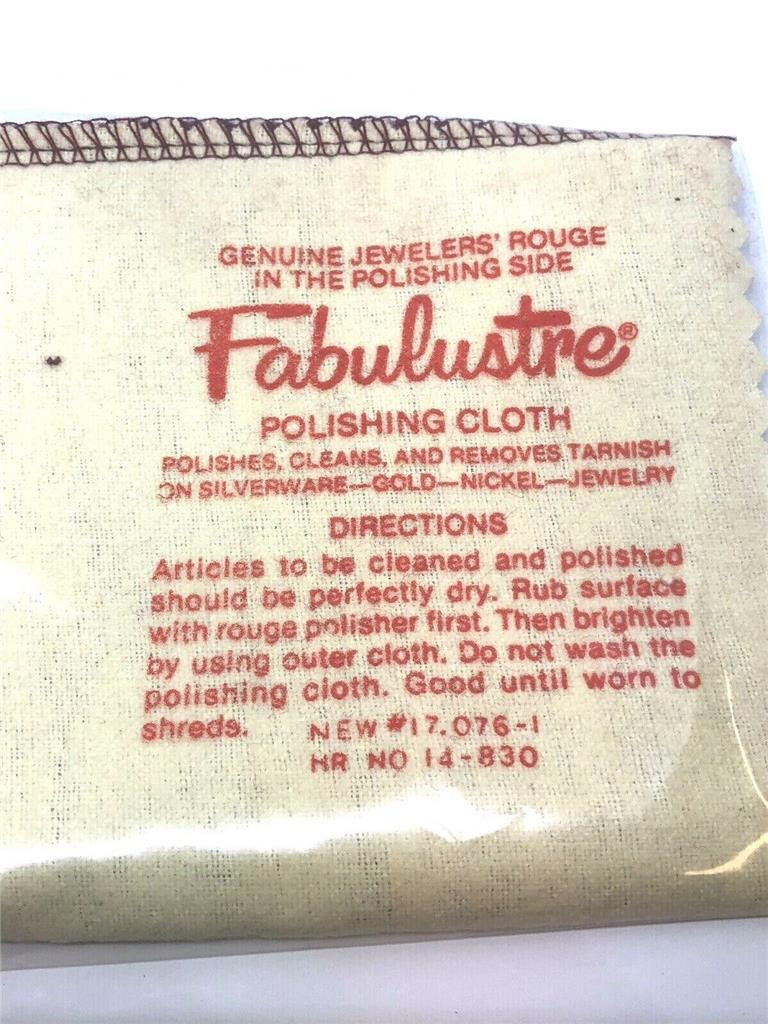 GENUINE JEWELERS' ROUGE
IN THE POLISHING SIDE
Fabulustre®
POLISHING CLOTH
POLISHES, CLEANS, AND REMOVES TARNISH
ON SILVERWARE—GOLD—NICKEL—JEWELRY
DIRECTIONS
Articles to be cleaned and polished
should be perfectly dry. Rub surface
with rouge polisher first. Then brighten
by using outer cloth. Do not wash the
polishing cloth. Good until worn to
shreds. NEW #17.076-1
HR NO 14-830